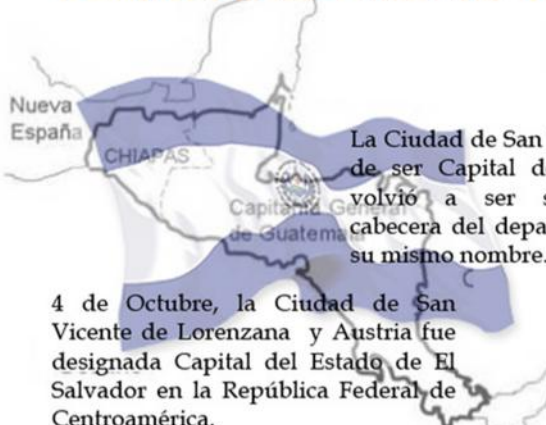 Nueva
España
CHIAPAS
Capitanía General
de Guatemala
La Ciudad de San
de ser Capital d
volvió a ser s
cabecera del depa
su mismo nombre.
4 de Octubre, la Ciudad de San
Vicente de Lorenzana y Austria fue
designada Capital del Estado de El
Salvador en la República Federal de
Centroamérica.